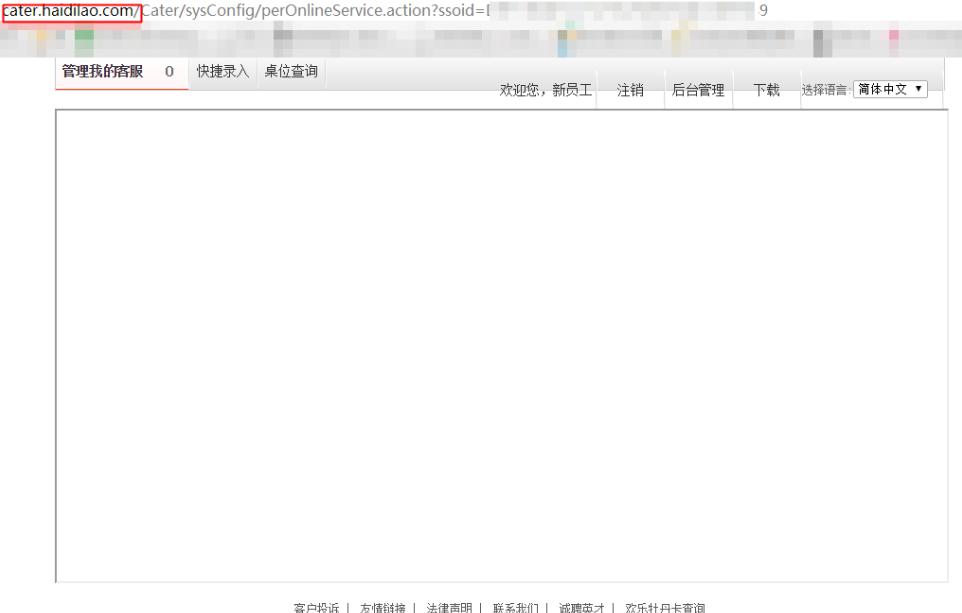 cater.haidilao.com/Cater/sysConfig/perOnlineService.action?ssoid= 9
管理我的客服 0 快捷录入 桌位查询
欢迎您，新员工 注销 后台管理 下载 选择语言: 简体中文
客户投诉 | 友情链接 | 法律声明 | 联系我们 | 诚聘英才 | 欢乐牡丹卡查询